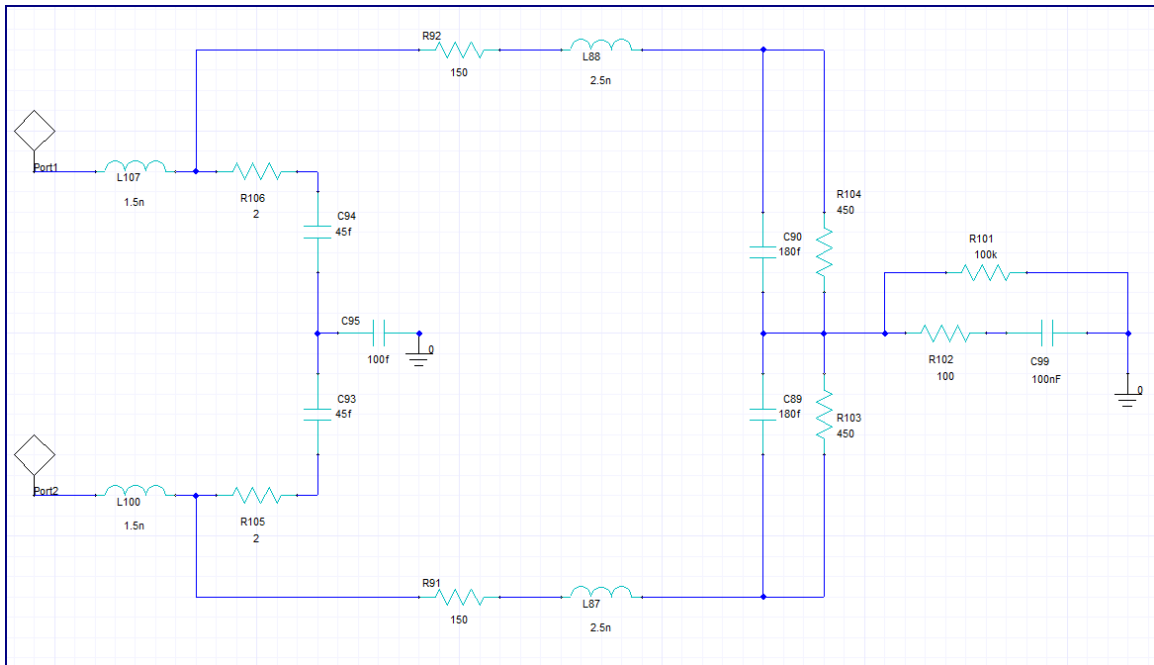 R92
150
L88
2.5n
Port1
L107
1.5n
R106
2
C94
45f
R104
450
C90
180f
R101
100k
C95
100f
0
R102
100
C99
100nF
0
C93
45f
C89
180f
R103
450
Port2
L100
1.5n
R105
2
R91
150
L87
2.5n